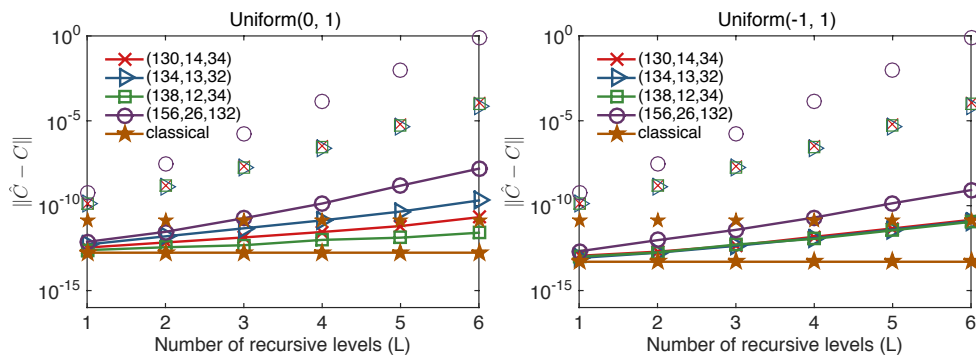 Uniform(0, 1)
10^0
10^-5
10^-10
10^-15
||Ĉ − C||
(130,14,34)
(134,13,32)
(138,12,34)
(156,26,132)
classical
1 2 3 4 5 6
Number of recursive levels (L)
Uniform(-1, 1)
10^0
10^-5
10^-10
10^-15
||Ĉ − C||
(130,14,34)
(134,13,32)
(138,12,34)
(156,26,132)
classical
1 2 3 4 5 6
Number of recursive levels (L)